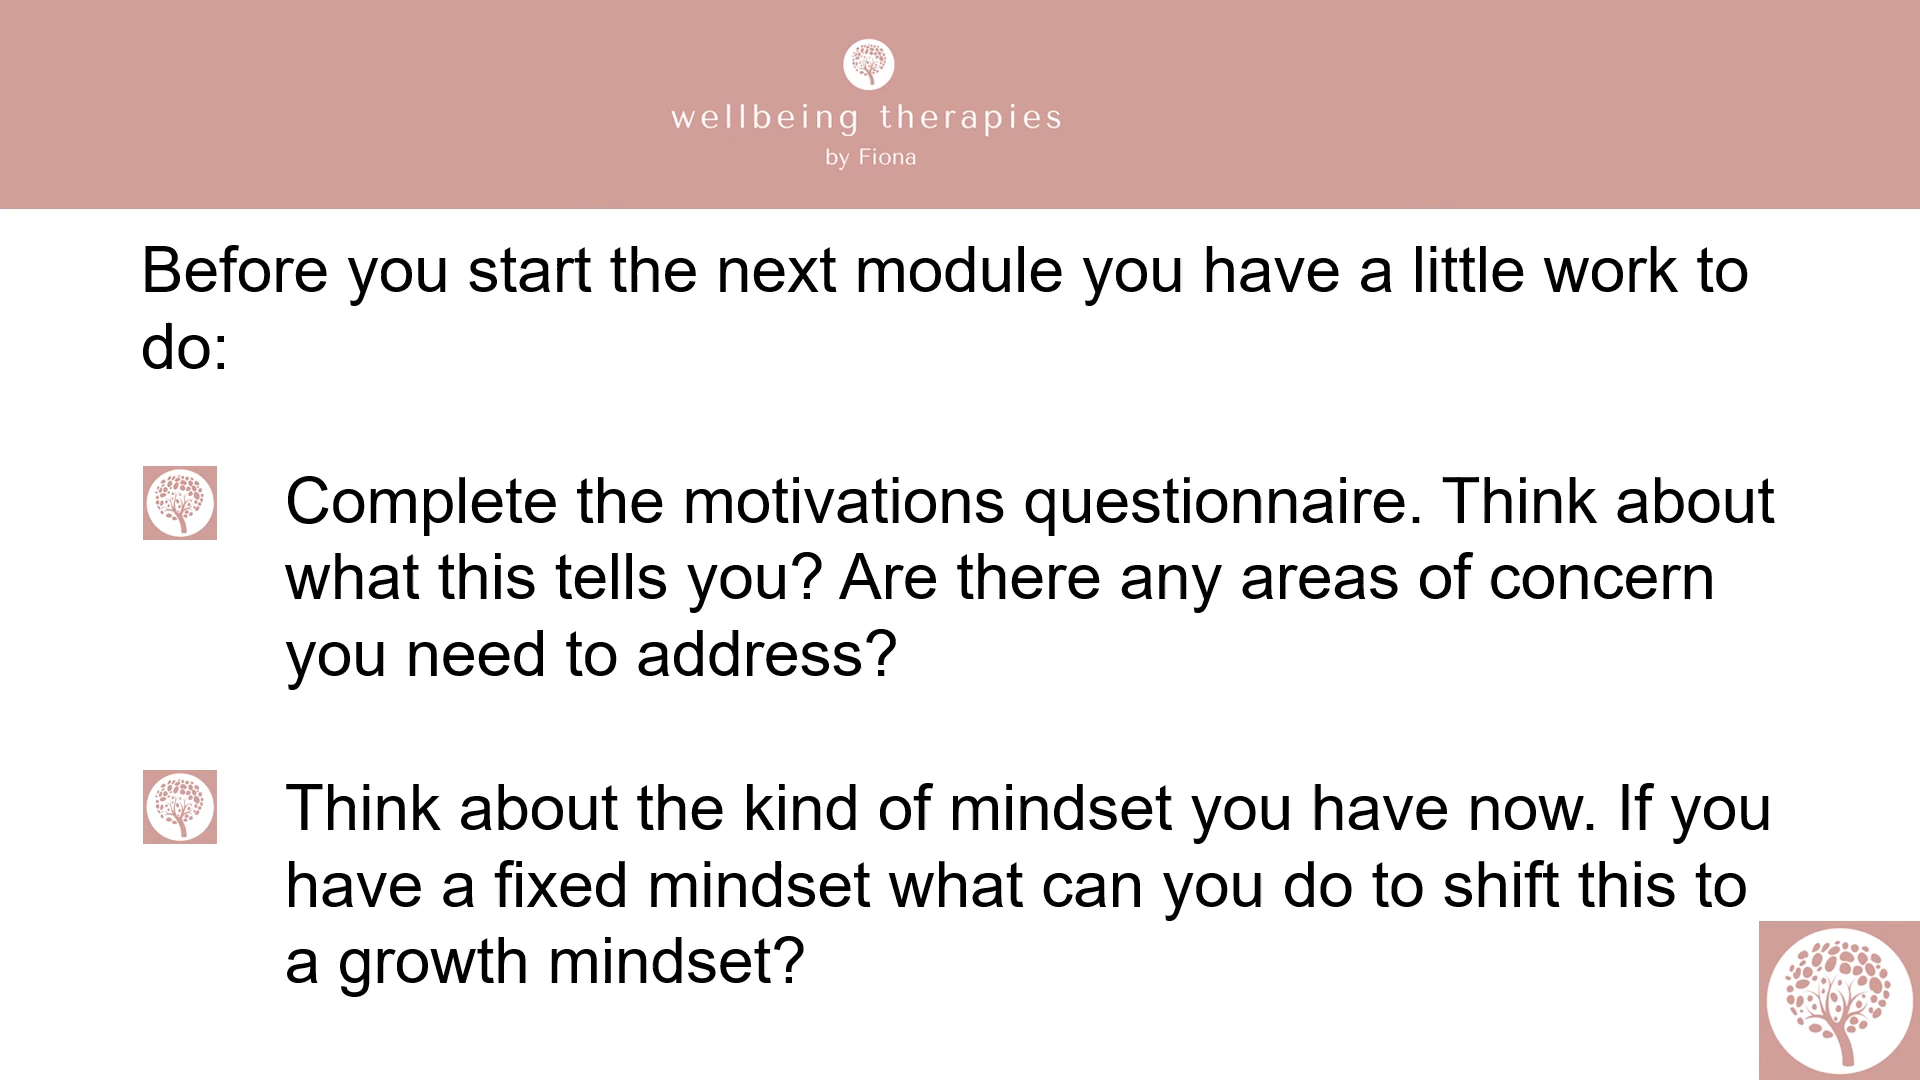 wellbeing therapies
by Fiona
Before you start the next module you have a little work to
do:
Complete the motivations questionnaire. Think about
what this tells you? Are there any areas of concern
you need to address?
Think about the kind of mindset you have now. If you
have a fixed mindset what can you do to shift this to
a growth mindset?